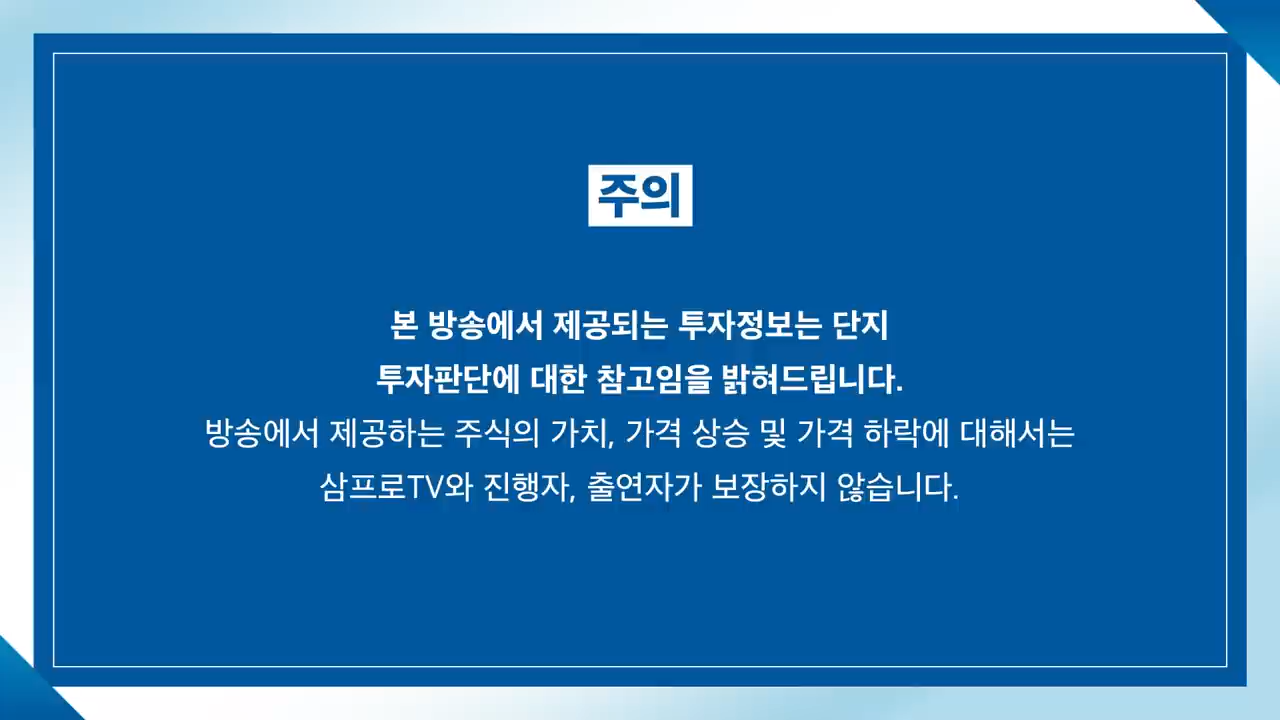 주의
본 방송에서 제공되는 투자정보는 단지
투자판단에 대한 참고임을 밝혀드립니다.
방송에서 제공하는 주식의 가치, 가격 상승 및 가격 하락에 대해서는
삼프로TV와 진행자, 출연자가 보장하지 않습니다.